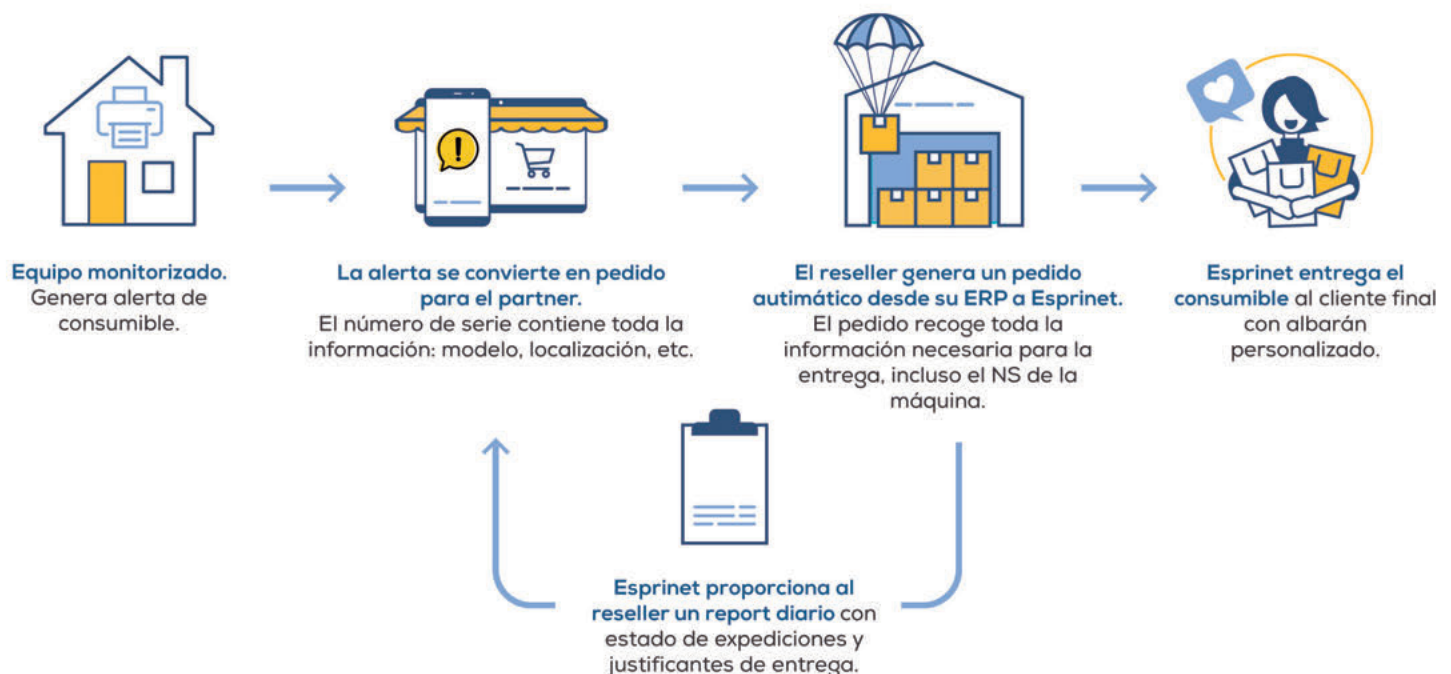 Equipo monitorizado.
Genera alerta de
consumible.
La alerta se convierte en pedido
para el partner.
El número de serie contiene toda la
información: modelo, localización, etc.
El reseller genera un pedido
autimático desde su ERP a Esprinet.
El pedido recoge toda la
información necesaria para la
entrega, incluso el NS de la
máquina.
Esprinet entrega el
consumible al cliente final
con albarán
personalizado.
Esprinet proporciona al
reseller un report diario con
estado de expediciones y
justificantes de entrega.